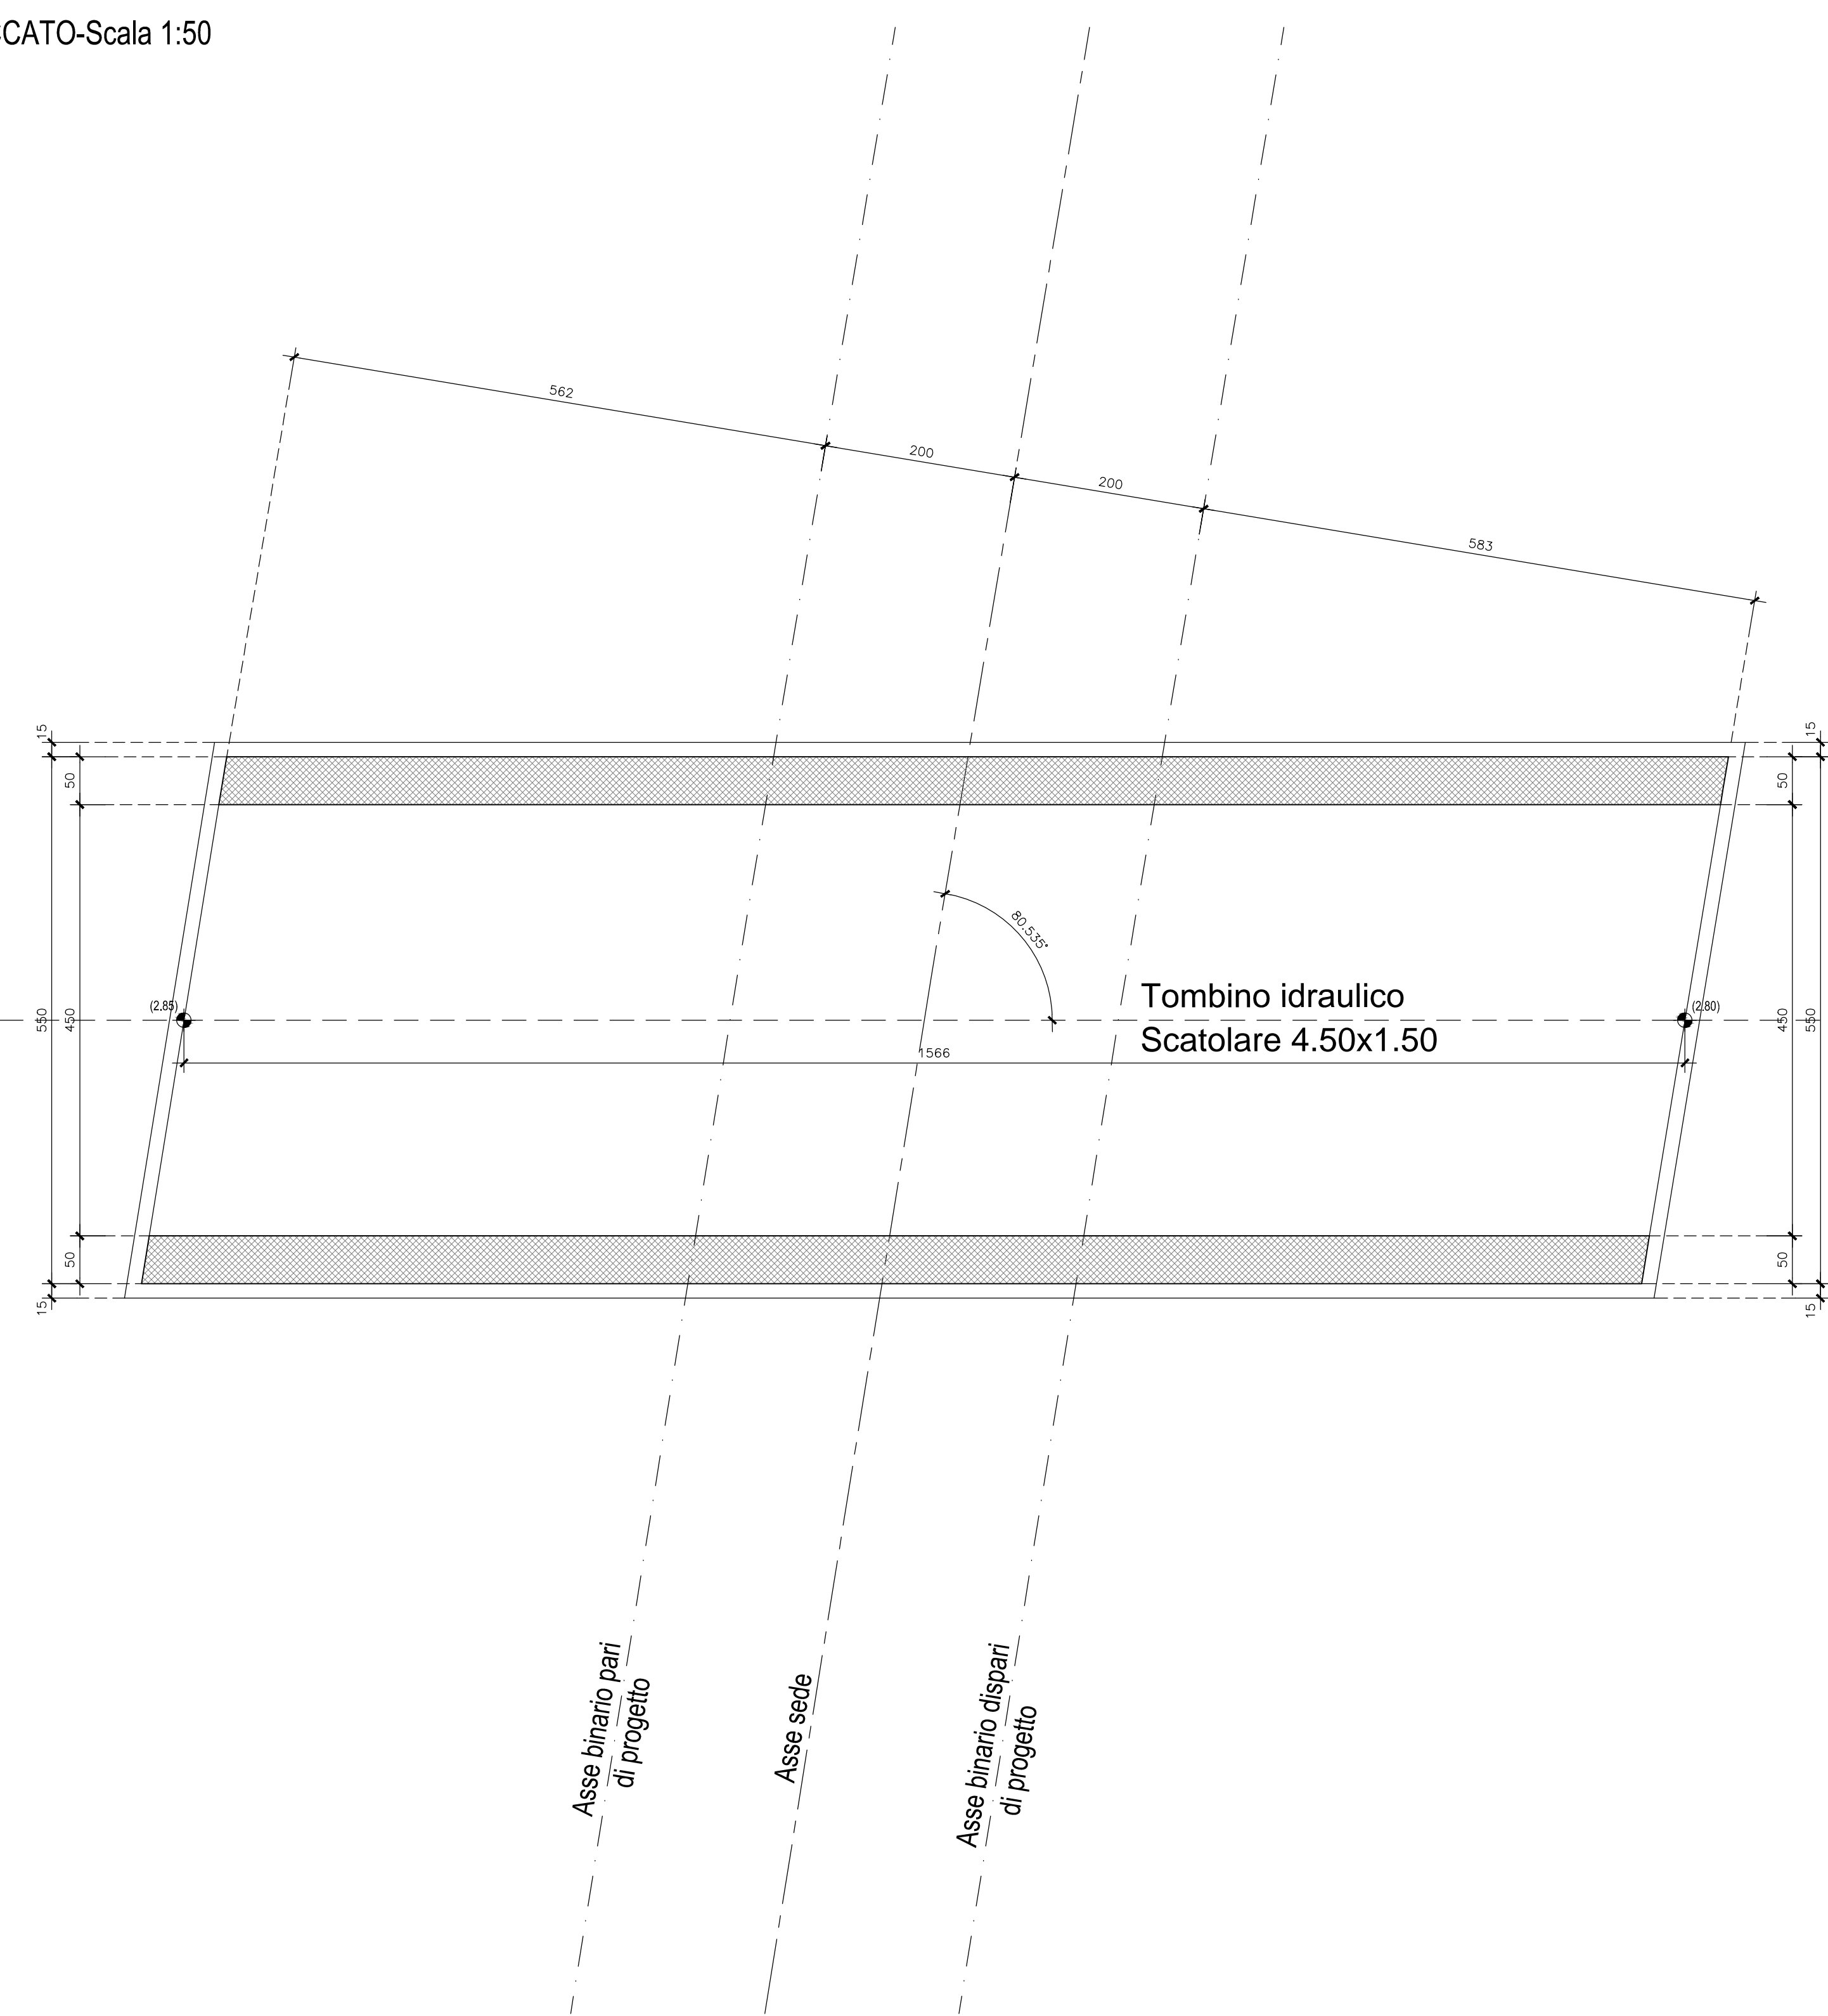 CATO-Scala 1:50
562
200
200
583
15
15
50
50
80.535°
Tombino idraulico
Scatolare 4.50x1.50
(2.85)
(2.80)
550
450
450
550
1566
50
50
15
15
Asse binario pari
di progetto
Asse sede
Asse binario dispari
di progetto